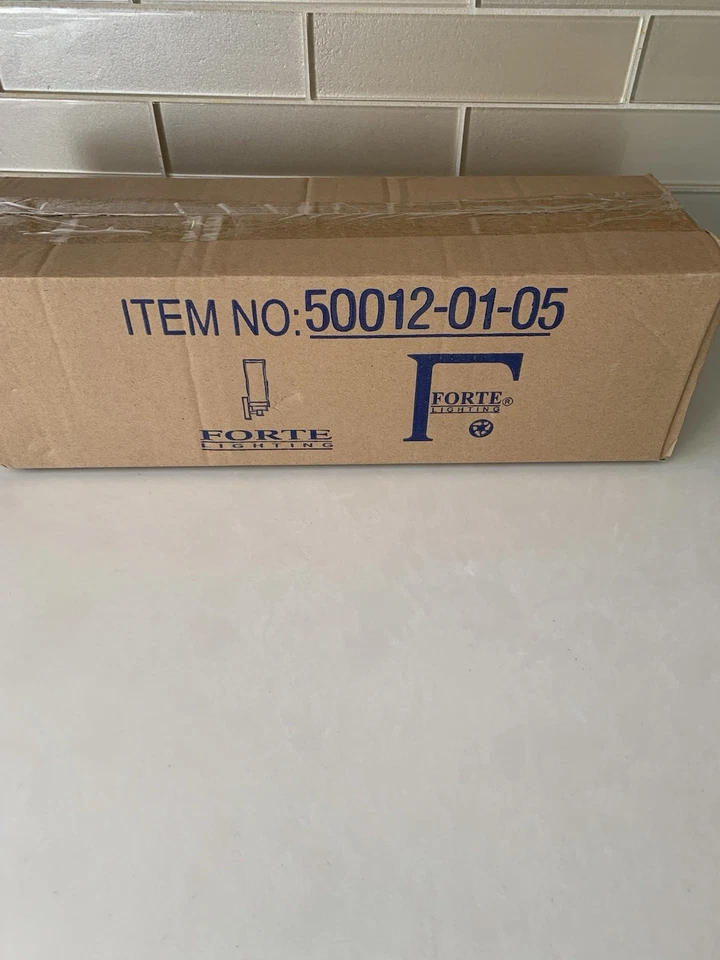 ITEM NO: 50012-01-05
FORTE
LIGHTING
FORTE®
LIGHTING